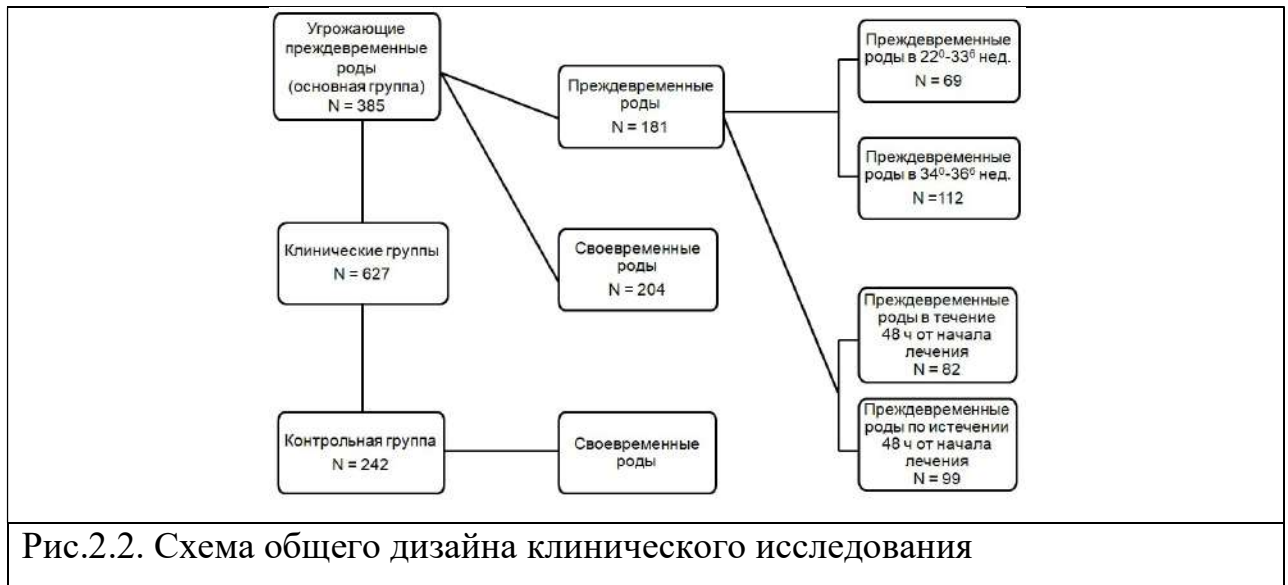 Угрожающие
преждевременные
роды
(основная группа)
N = 385
Клинические группы
N = 627
Контрольная группа
N = 242
Преждевременные
роды
N = 181
Своевременные
роды
N = 204
Своевременные
роды
Преждевременные
роды в 22⁰-33⁶ нед.
N = 69
Преждевременные
роды в 34⁰-36⁶ нед.
N =112
Преждевременные
роды в течение
48 ч от начала
лечения
N = 82
Преждевременные
роды по истечении
48 ч от начала
лечения
N = 99
Рис.2.2. Схема общего дизайна клинического исследования